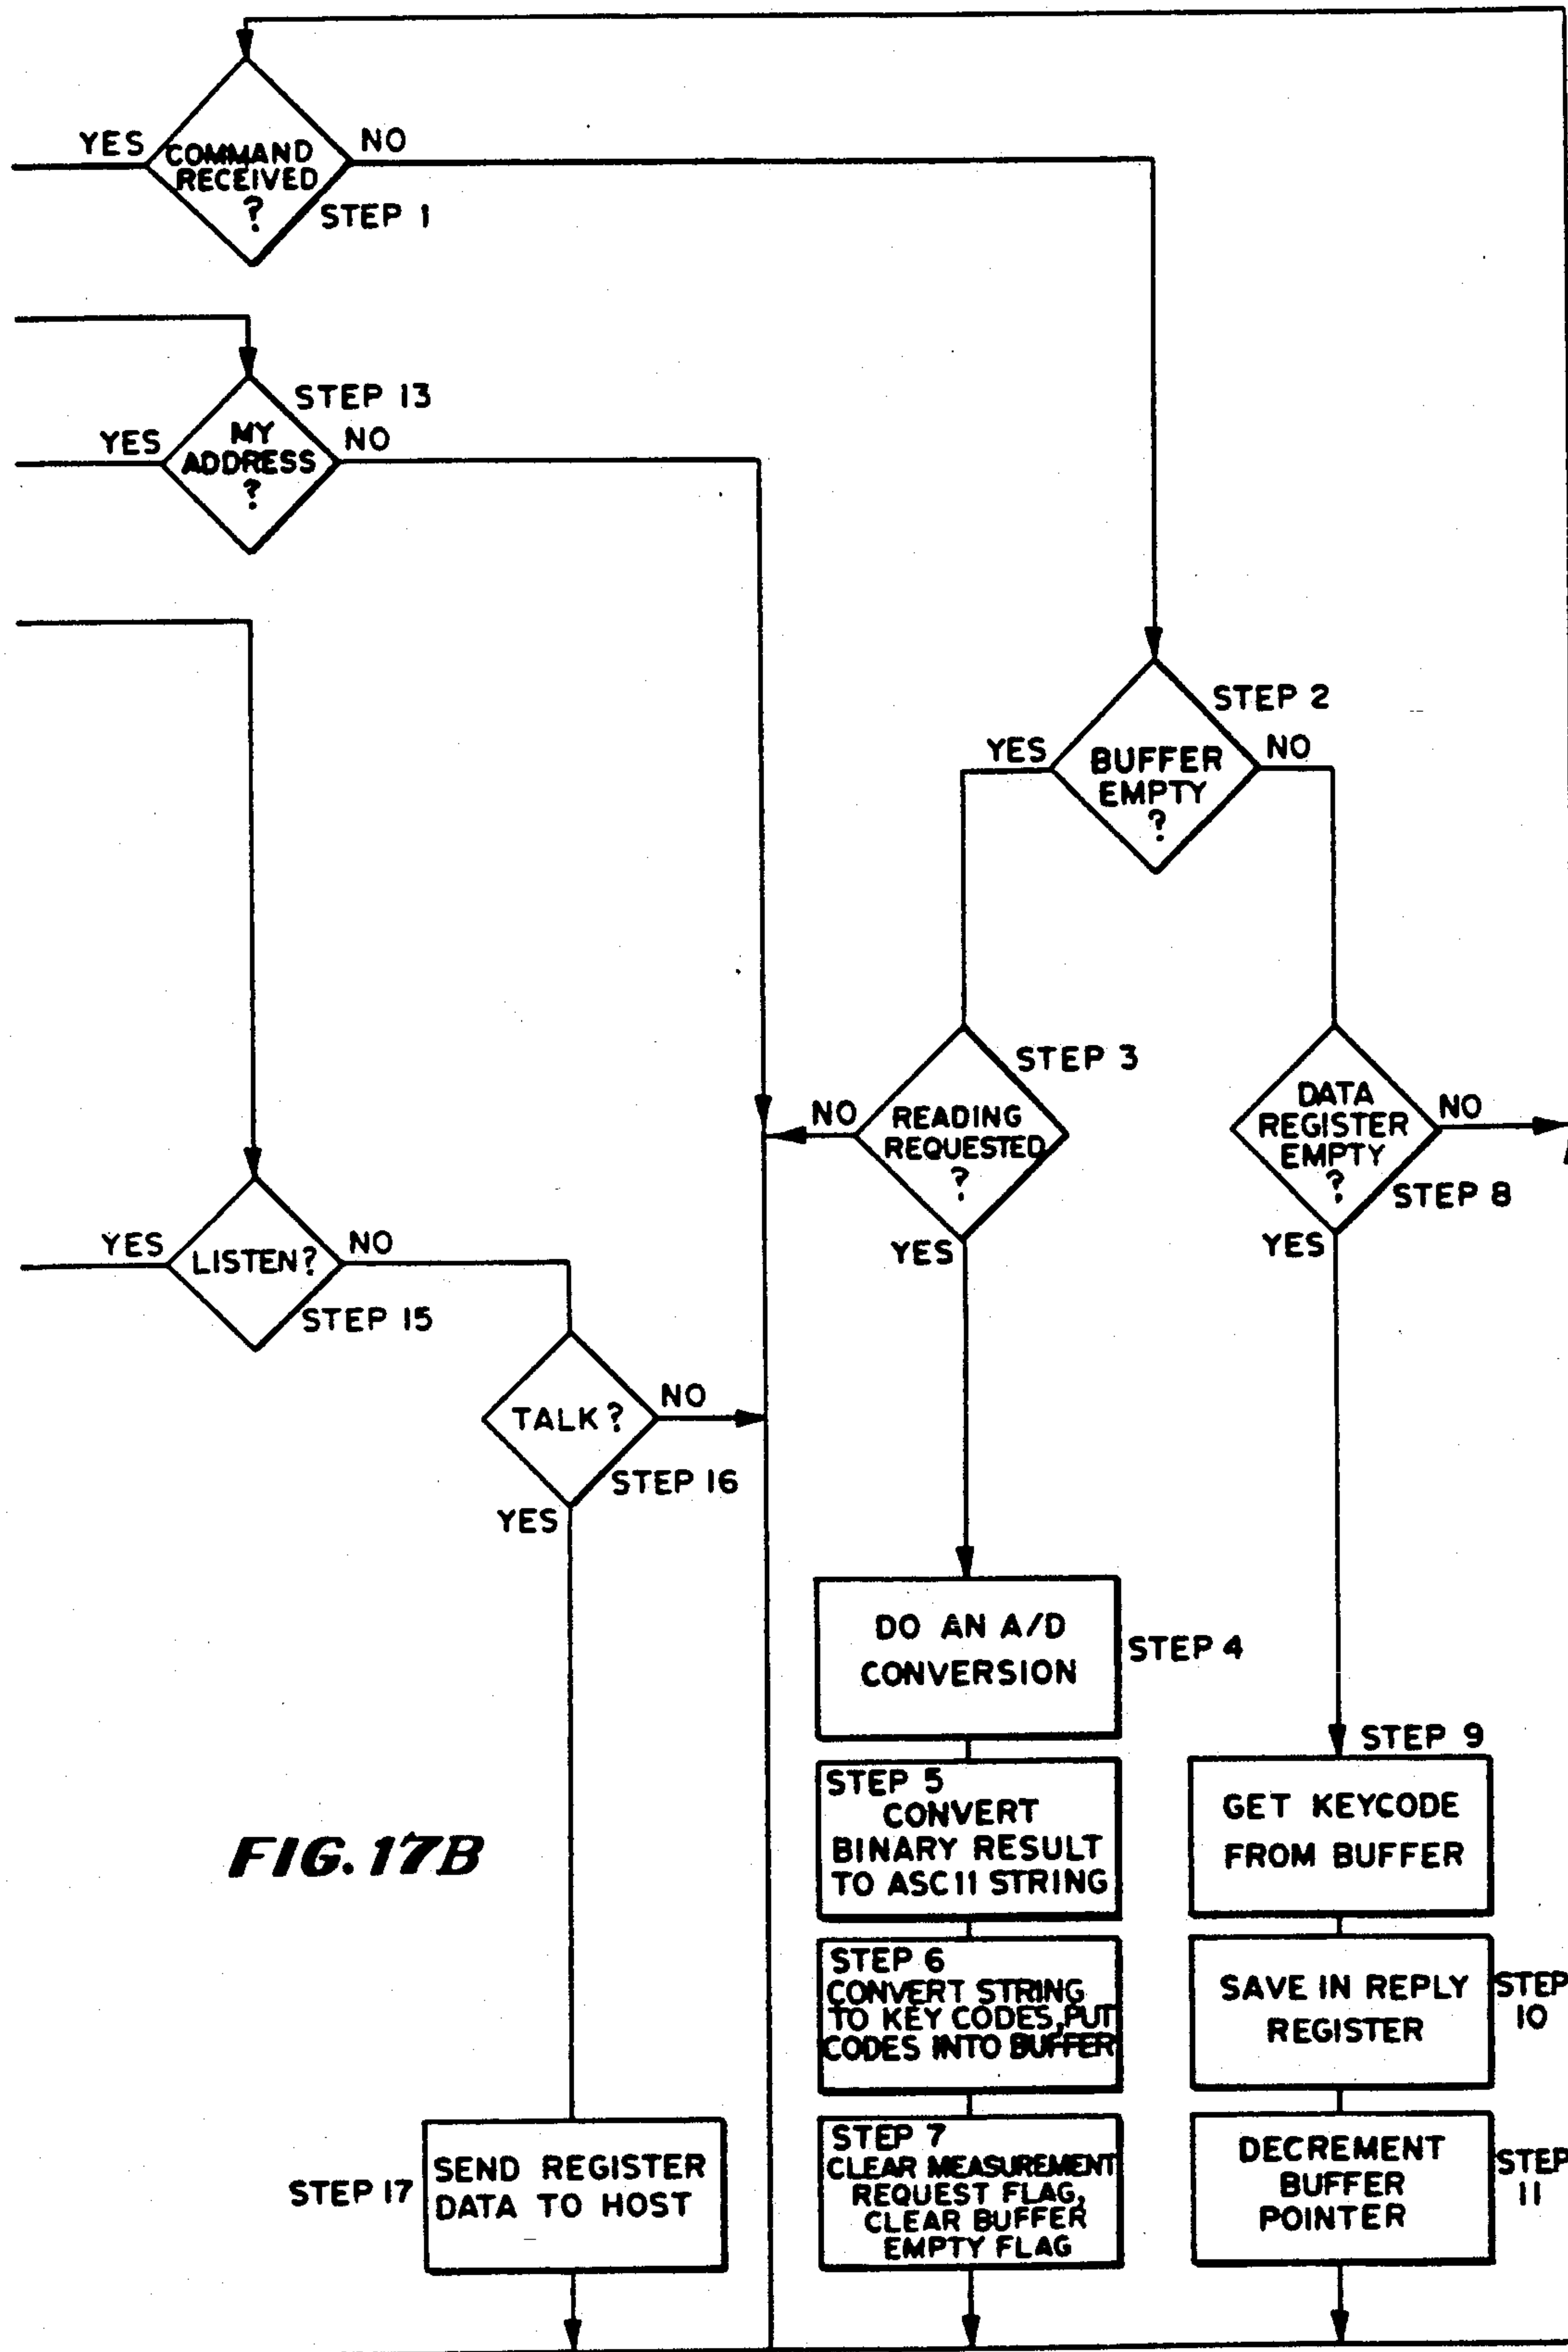 YES
COMMAND
RECEIVED
?
NO
STEP 1
STEP 13
YES
MY
ADDRESS
?
NO
STEP 2
YES
BUFFER
EMPTY
?
NO
STEP 3
NO
READING
REQUESTED
?
YES
DATA
REGISTER
EMPTY
?
NO
STEP 8
YES
YES
LISTEN?
NO
STEP 15
TALK?
NO
STEP 16
YES
DO AN A/D
CONVERSION
STEP 4
STEP 5
CONVERT
BINARY RESULT
TO ASCII STRING
STEP 6
CONVERT STRING
TO KEY CODES, PUT
CODES INTO BUFFER
STEP 7
CLEAR MEASUREMENT
REQUEST FLAG,
CLEAR BUFFER
EMPTY FLAG
STEP 9
GET KEYCODE
FROM BUFFER
SAVE IN REPLY
REGISTER
STEP
10
DECREMENT
BUFFER
POINTER
STEP
11
FIG. 17B
STEP 17
SEND REGISTER
DATA TO HOST